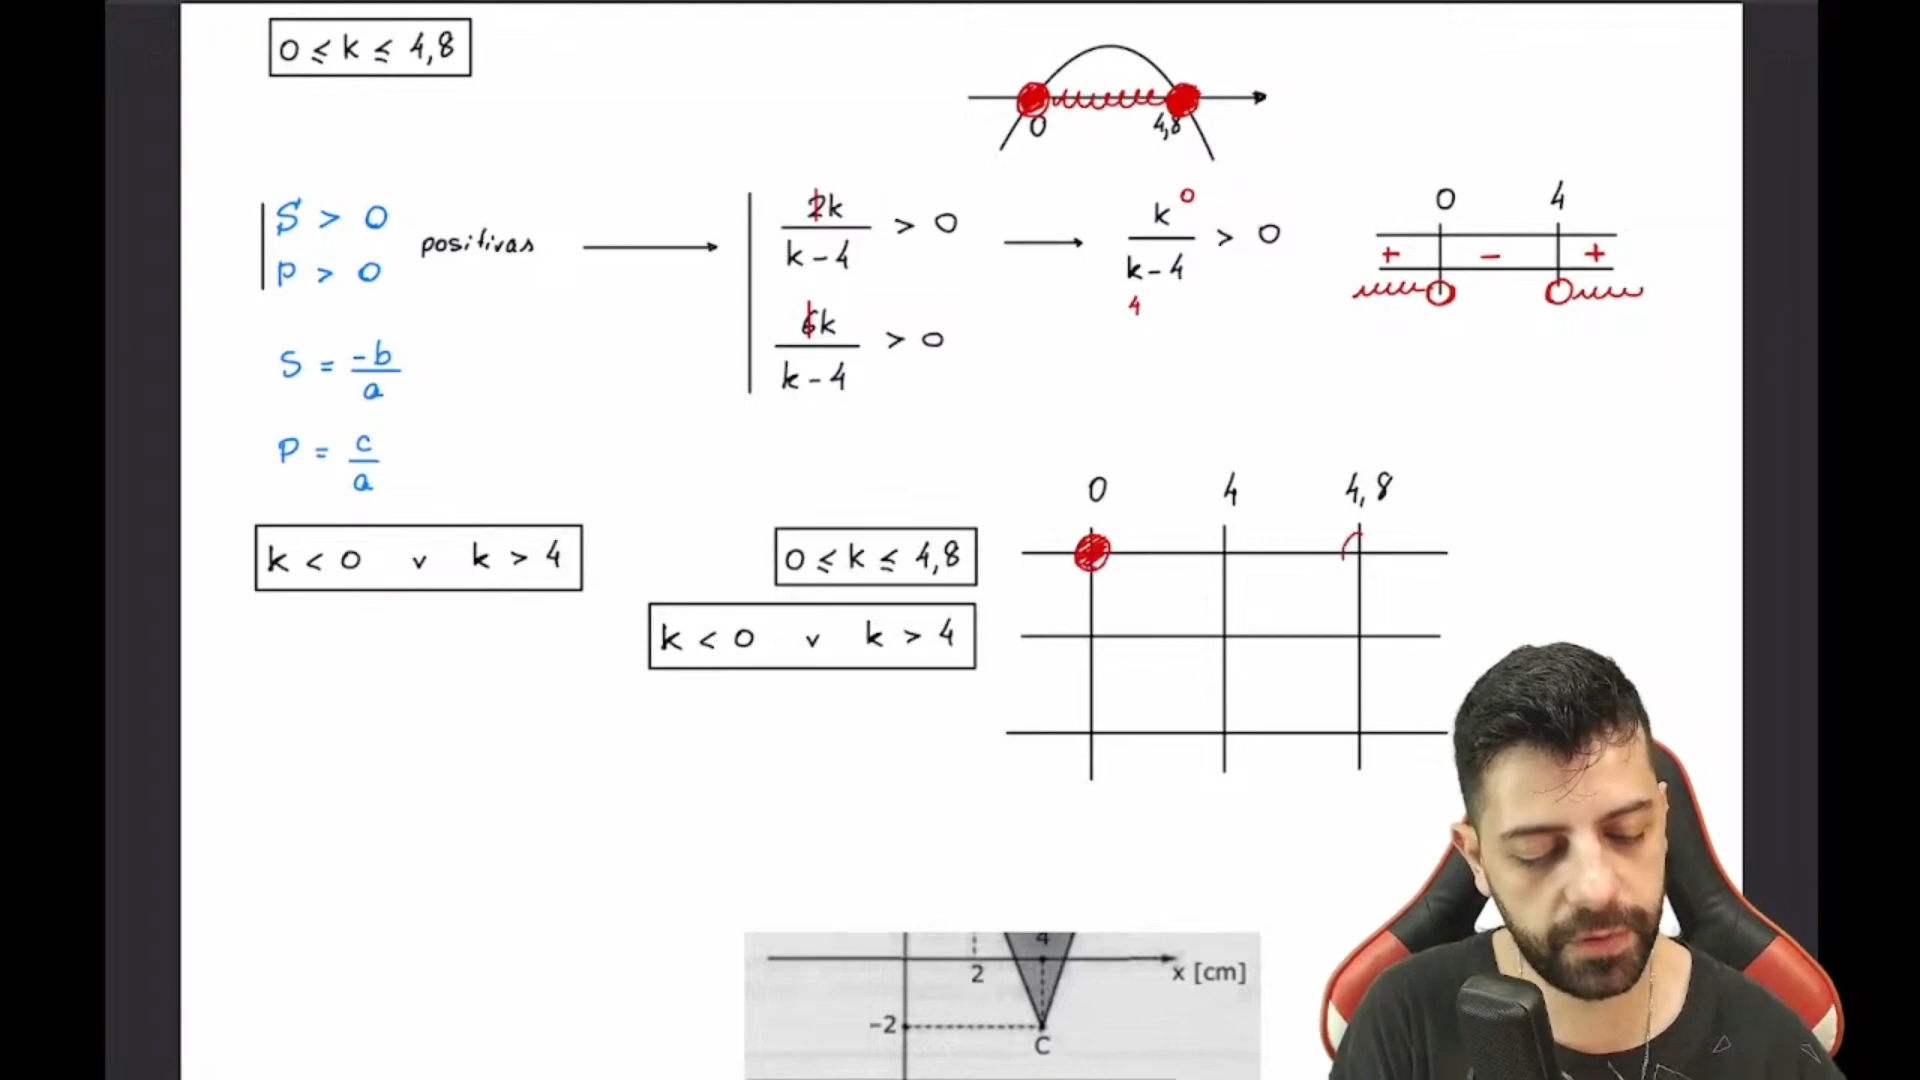 0 ≤ k ≤ 4,8
0 4,8
S > 0
P > 0
positivas
2k
k - 4
> 0
6k
k - 4
> 0
k 0
k - 4
4
> 0
0 4
+ - +
S = -b
a
P = c
a
k < 0 v k > 4
0 ≤ k ≤ 4,8
k < 0 v k > 4
0 4 4,8
4
2 x [cm]
-2
C